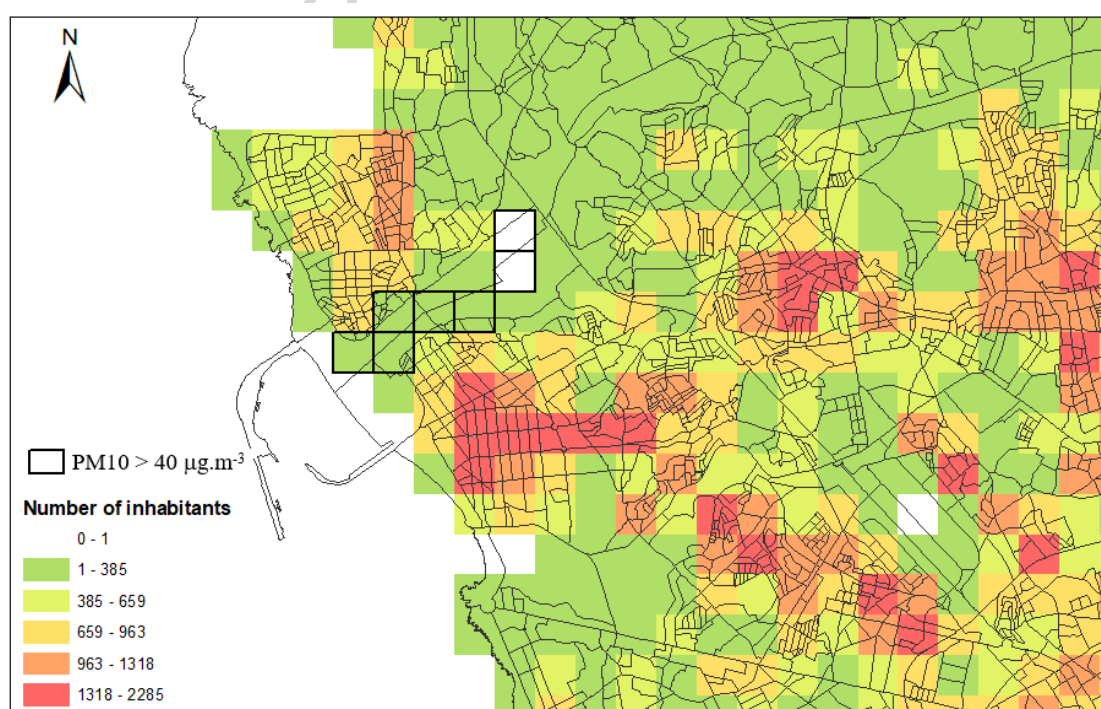 N
PM10 > 40 µg.m⁻³
Number of inhabitants
0 - 1
1 - 385
385 - 659
659 - 963
963 - 1318
1318 - 2285